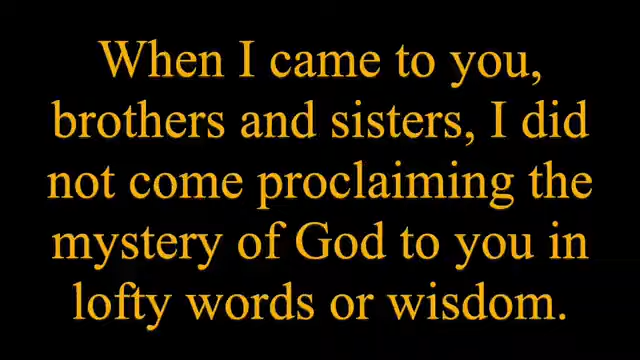 When I came to you,
brothers and sisters, I did
not come proclaiming the
mystery of God to you in
lofty words or wisdom.